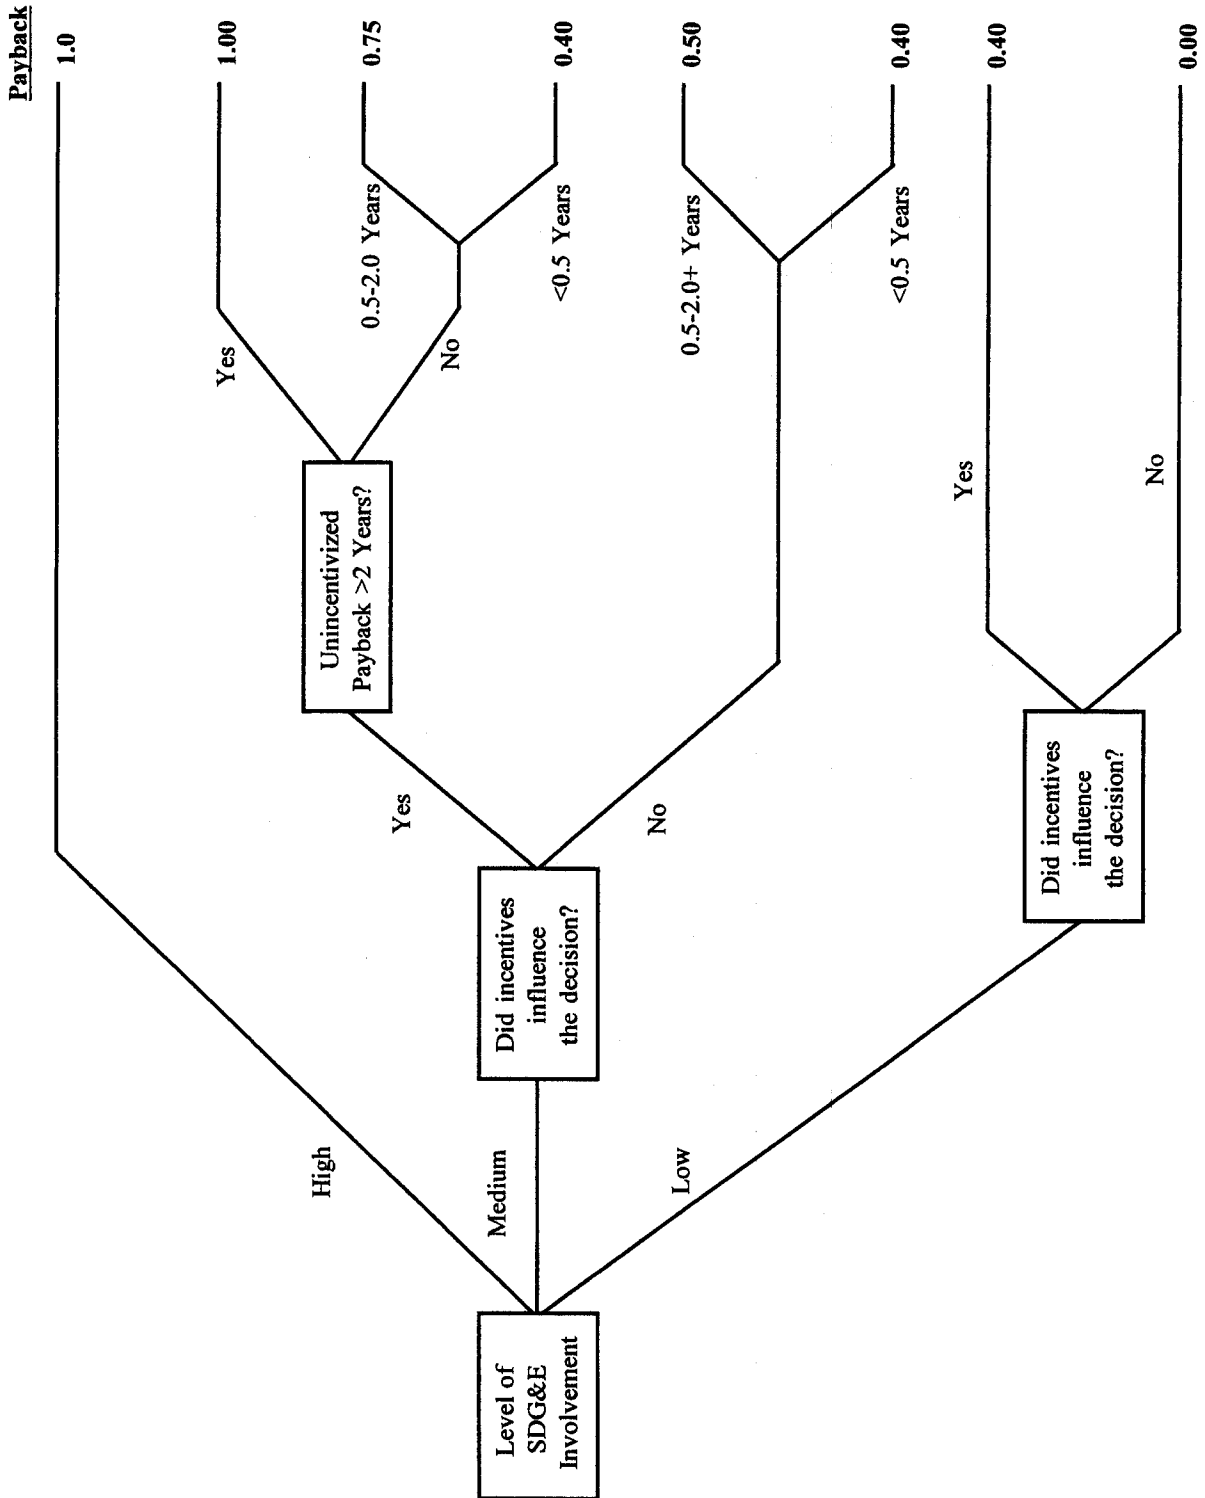 Payback
Level of
SDG&E
Involvement
High
1.0
Medium
Did incentives
influence
the decision?
Yes
Unincentivized
Payback >2 Years?
Yes
1.00
No
0.5-2.0 Years
0.75
<0.5 Years
0.40
No
0.5-2.0+ Years
0.50
<0.5 Years
0.40
Low
Did incentives
influence
the decision?
Yes
0.40
No
0.00